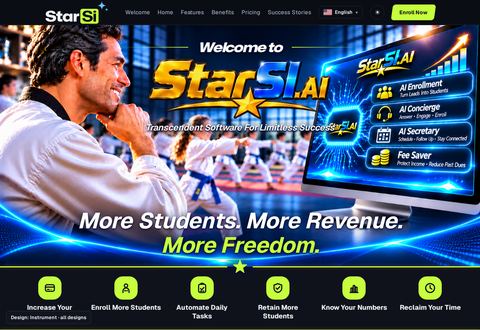 StarSi
Welcome Home Features Benefits Pricing Success Stories
English
Enroll Now
Welcome to
StarSI.AI
Transcendent Software For Limitless Success
StarSI.AI
AI Enrollment
Turn Leads Into Students
AI Concierge
Answer • Engage • Enroll
AI Secretary
Schedule • Follow Up • Stay Connected
Fee Saver
Protect Income • Reduce Past Dues
StarSI.AI
More Students. More Revenue.
More Freedom.
Increase Your
Enroll More Students
Automate Daily
Tasks
Retain More
Students
Know Your Numbers
Reclaim Your Time
Design: Instrument · all designs